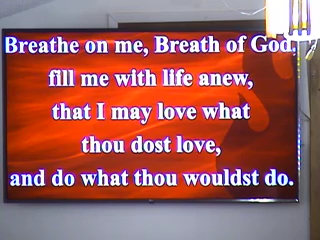 Breathe on me, Breath of God,
fill me with life anew,
that I may love what
thou dost love,
and do what thou wouldst do.